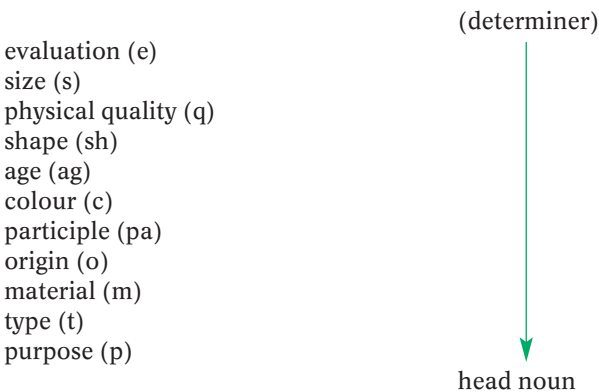 (determiner)
evaluation (e)
size (s)
physical quality (q)
shape (sh)
age (ag)
colour (c)
participle (pa)
origin (o)
material (m)
type (t)
purpose (p)
head noun